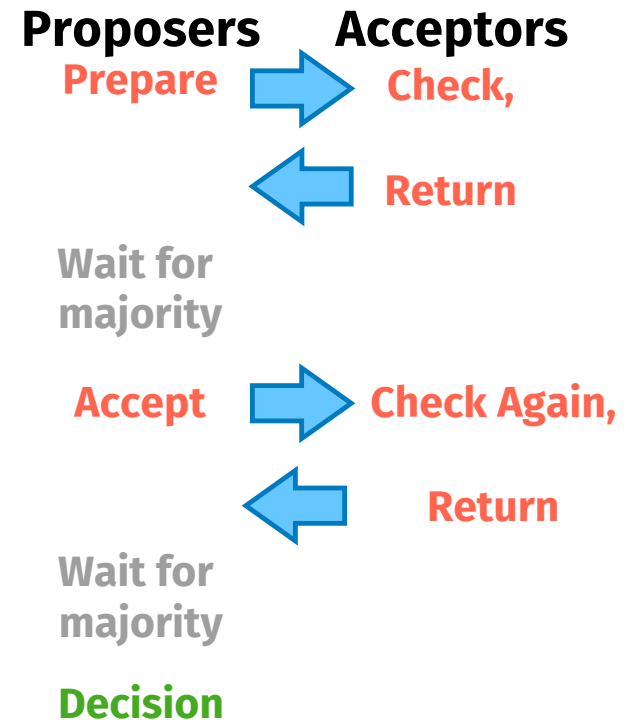 Proposers Acceptors
Prepare Check,
Return
Wait for
majority
Accept Check Again,
Return
Wait for
majority
Decision